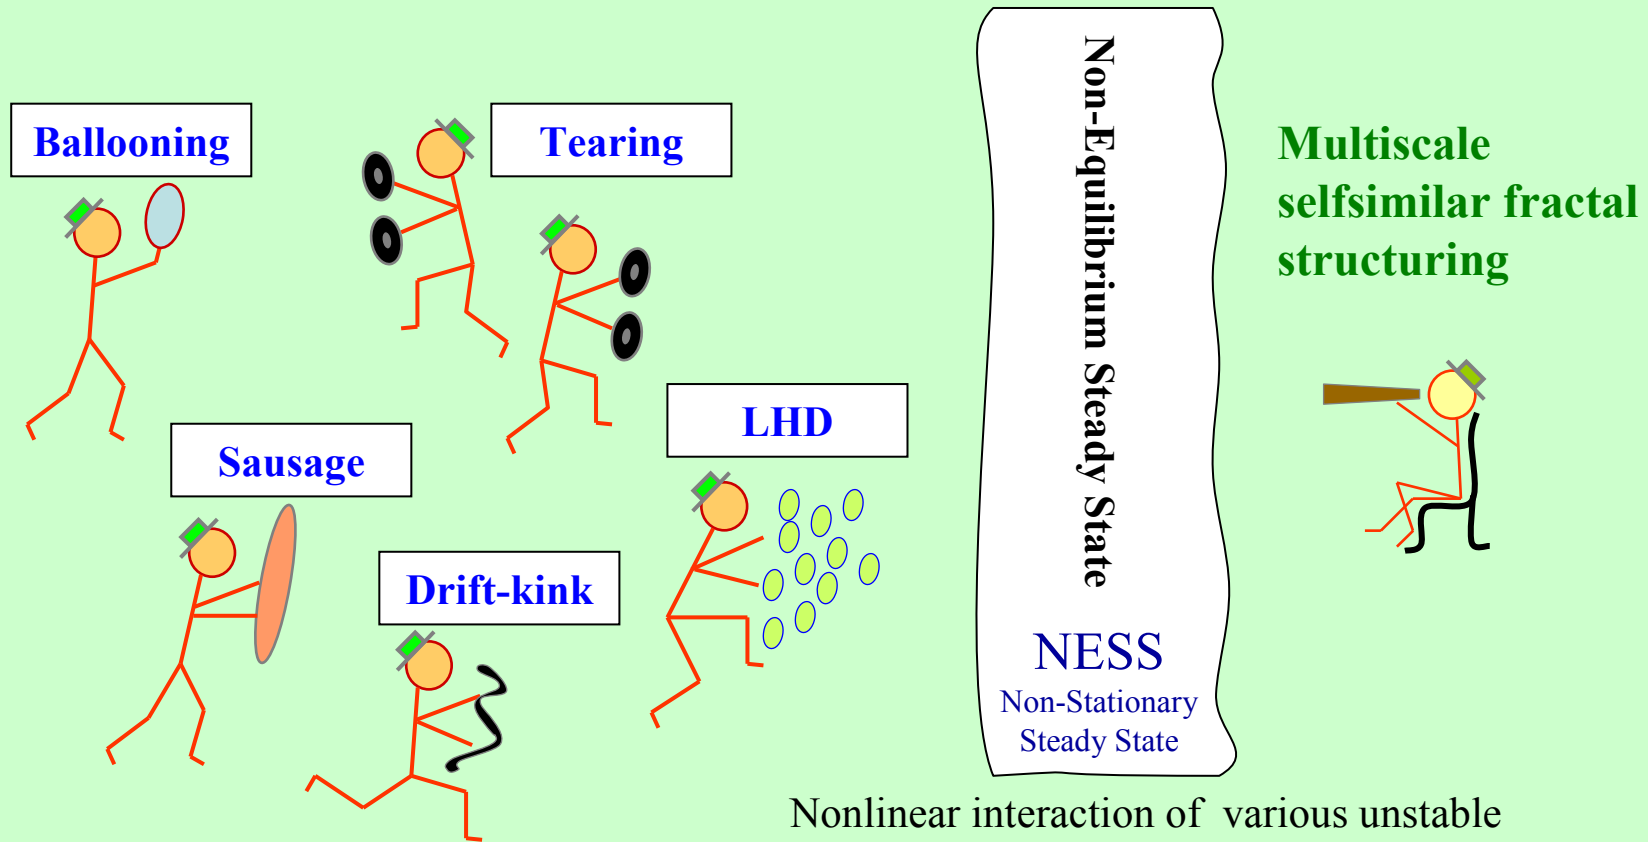 Ballooning
Tearing
Sausage
LHD
Drift-kink
Non-Equilibrium Steady State
NESS
Non-Stationary
Steady State
Multiscale
selfsimilar fractal
structuring
Nonlinear interaction of various unstable